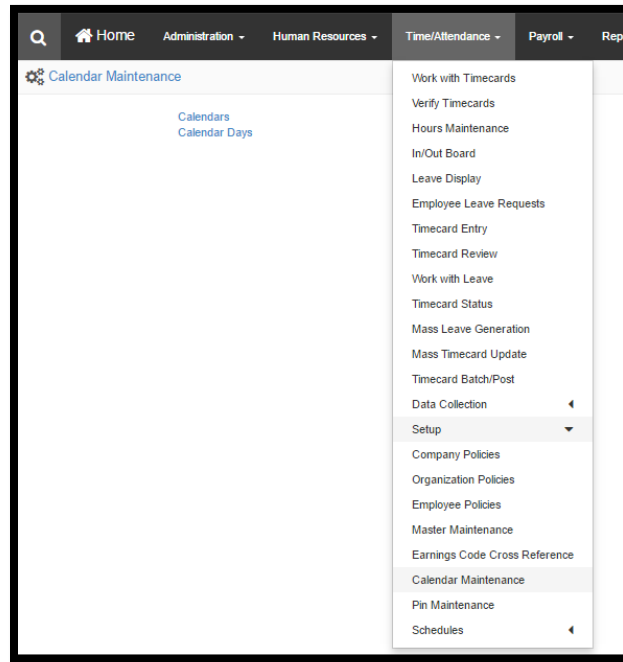 Home Administration Human Resources Time/Attendance Payroll Rep
Calendar Maintenance
Calendars
Calendar Days
Work with Timecards
Verify Timecards
Hours Maintenance
In/Out Board
Leave Display
Employee Leave Requests
Timecard Entry
Timecard Review
Work with Leave
Timecard Status
Mass Leave Generation
Mass Timecard Update
Timecard Batch/Post
Data Collection
Setup
Company Policies
Organization Policies
Employee Policies
Master Maintenance
Earnings Code Cross Reference
Calendar Maintenance
Pin Maintenance
Schedules